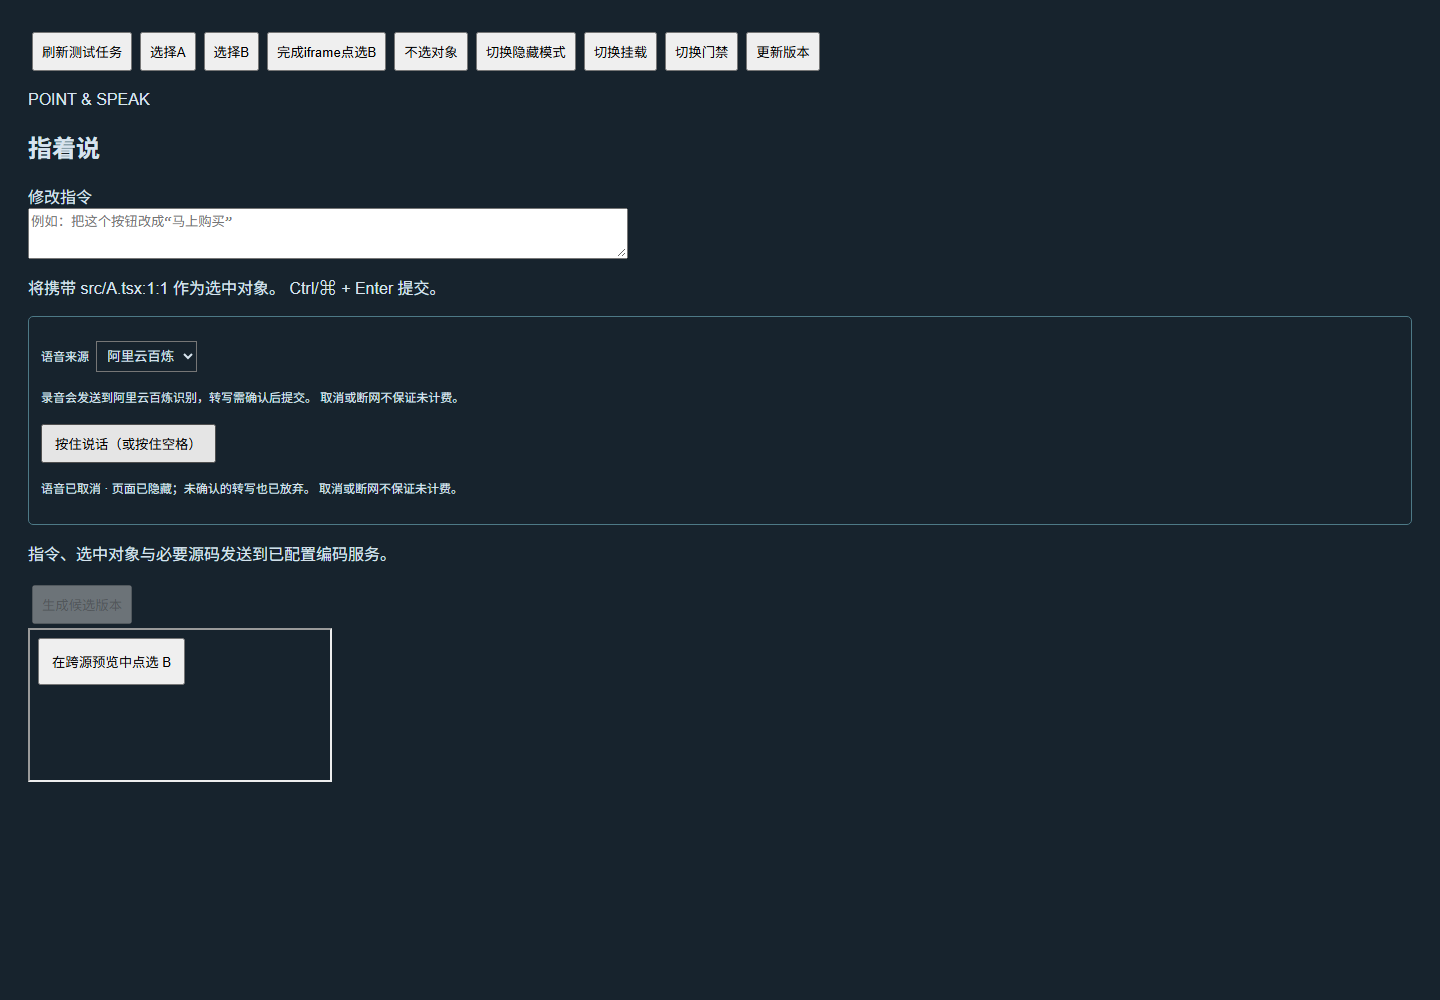 刷新测试任务 选择A 选择B 完成iframe点选B 不选对象 切换隐藏模式 切换挂载 切换门禁 更新版本
POINT & SPEAK
指着说
修改指令
例如：把这个按钮改成“马上购买”
将携带 src/A.tsx:1:1 作为选中对象。 Ctrl/⌘ + Enter 提交。
语音来源 阿里云百炼
录音会发送到阿里云百炼识别，转写需确认后提交。 取消或断网不保证未计费。
按住说话（或按住空格）
语音已取消 · 页面已隐藏；未确认的转写也已放弃。 取消或断网不保证未计费。
指令、选中对象与必要源码发送到已配置编码服务。
生成候选版本
在跨源预览中点选 B